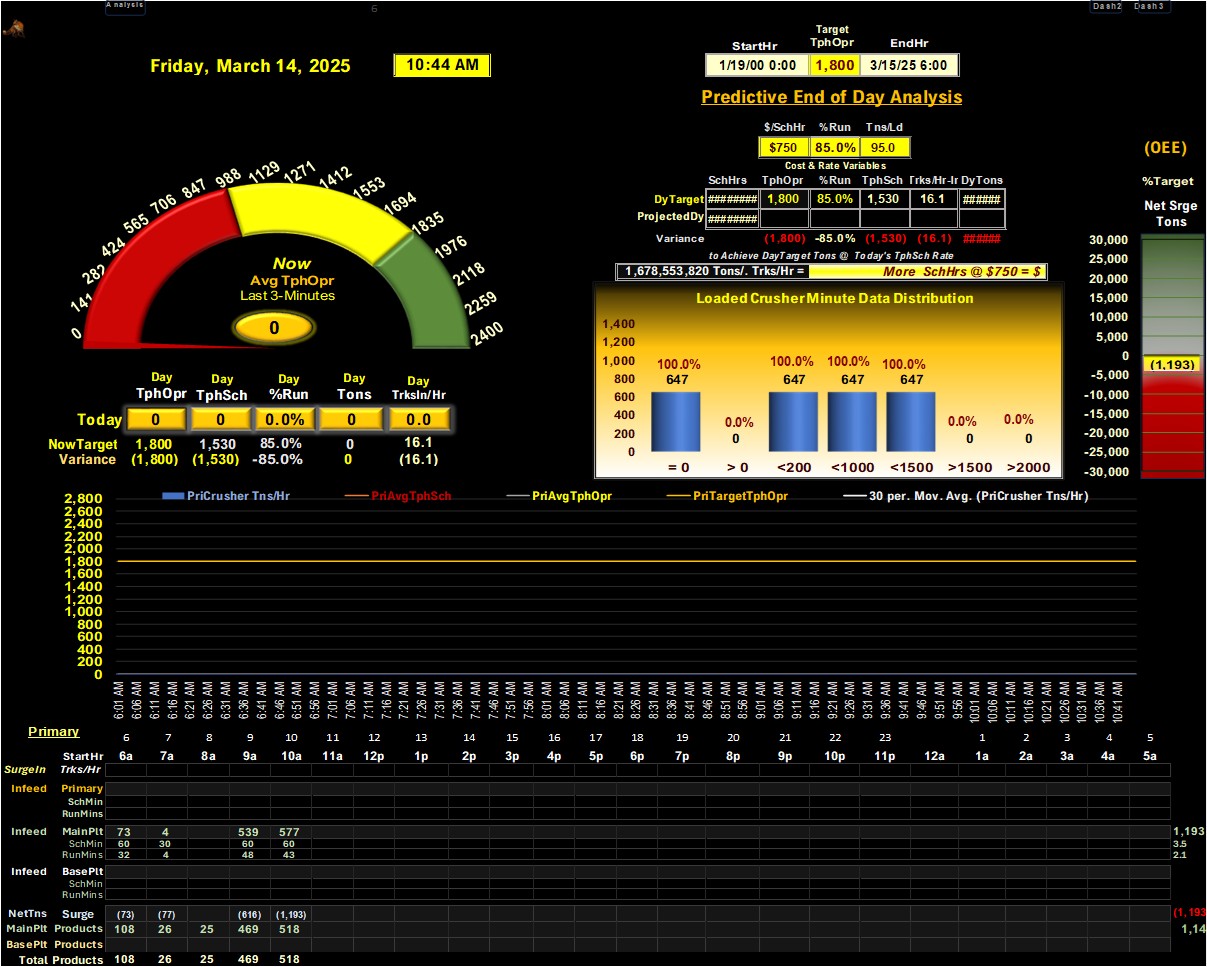 Analysis
6
Dash2 Dash3
Friday, March 14, 2025
10:44 AM
StartHr Target TphOpr EndHr
1/19/00 0:00 1,800 3/15/25 6:00
Predictive End of Day Analysis
$/SchHr %Run Tns/Ld
$750 85.0% 95.0
Cost & Rate Variables
SchHrs TphOpr %Run TphSch Trks/Hr-Ir DyTons
DyTarget ######## 1,800 85.0% 1,530 16.1 ######
ProjectedDy ########
Variance (1,800) -85.0% (1,530) (16.1) ######
to Achieve DayTarget Tons @ Today's TphSch Rate
1,678,553,820 Tons/. Trks/Hr = More SchHrs @ $750 = $
(OEE)
%Target
Net Srge
Tons
30,000
25,000
20,000
15,000
10,000
5,000
0
(1,193)
-5,000
-10,000
-15,000
-20,000
-25,000
-30,000
0 141 282 424 565 706 847 988 1129 1271 1412 1553 1694 1835 1976 2118 2259 2400
Now
Avg TphOpr
Last 3-Minutes
0
Day TphOpr Day TphSch Day %Run Day Tons Day TrksIn/Hr
Today 0 0 0.0% 0 0.0
NowTarget 1,800 1,530 85.0% 0 16.1
Variance (1,800) (1,530) -85.0% 0 (16.1)
Loaded Crusher Minute Data Distribution
1,400
1,200
1,000
800
600
400
200
0
100.0% 0.0% 100.0% 100.0% 100.0% 0.0% 0.0%
647 0 647 647 647 0 0
= 0 > 0 <200 <1000 <1500 >1500 >2000
PriCrusher Tns/Hr PriAvgTphSch PriAvgTphOpr PriTargetTphOpr 30 per. Mov. Avg. (PriCrusher Tns/Hr)
2,800
2,600
2,400
2,200
2,000
1,800
1,600
1,400
1,200
1,000
800
600
400
200
0
6:01 AM 6:06 AM 6:11 AM 6:16 AM 6:21 AM 6:26 AM 6:31 AM 6:36 AM 6:41 AM 6:46 AM 6:51 AM 6:56 AM 7:01 AM 7:06 AM 7:11 AM 7:16 AM 7:21 AM 7:26 AM 7:31 AM 7:36 AM 7:41 AM 7:46 AM 7:51 AM 7:56 AM 8:01 AM 8:06 AM 8:11 AM 8:16 AM 8:21 AM 8:26 AM 8:31 AM 8:36 AM 8:41 AM 8:46 AM 8:51 AM 8:56 AM 9:01 AM 9:06 AM 9:11 AM 9:16 AM 9:21 AM 9:26 AM 9:31 AM 9:36 AM 9:41 AM 9:46 AM 9:51 AM 9:56 AM 10:01 AM 10:06 AM 10:11 AM 10:16 AM 10:21 AM 10:26 AM 10:31 AM 10:36 AM 10:41 AM
Primary
6 7 8 9 10 11 12 13 14 15 16 17 18 19 20 21 22 23 1 2 3 4 5
StartHr 6a 7a 8a 9a 10a 11a 12p 1p 2p 3p 4p 5p 6p 7p 8p 9p 10p 11p 12a 1a 2a 3a 4a 5a
SurgeIn Trks/Hr
Infeed Primary
SchMin
RunMins
Infeed MainPlt 73 4 539 577 1,193
SchMin 60 30 60 60 3.5
RunMins 32 4 48 43 2.1
Infeed BasePlt
SchMin
RunMins
NetTns Surge (73) (77) (616) (1,193) (1,193
MainPlt Products 108 26 25 469 518 1,14
BasePlt Products
Total Products 108 26 25 469 518